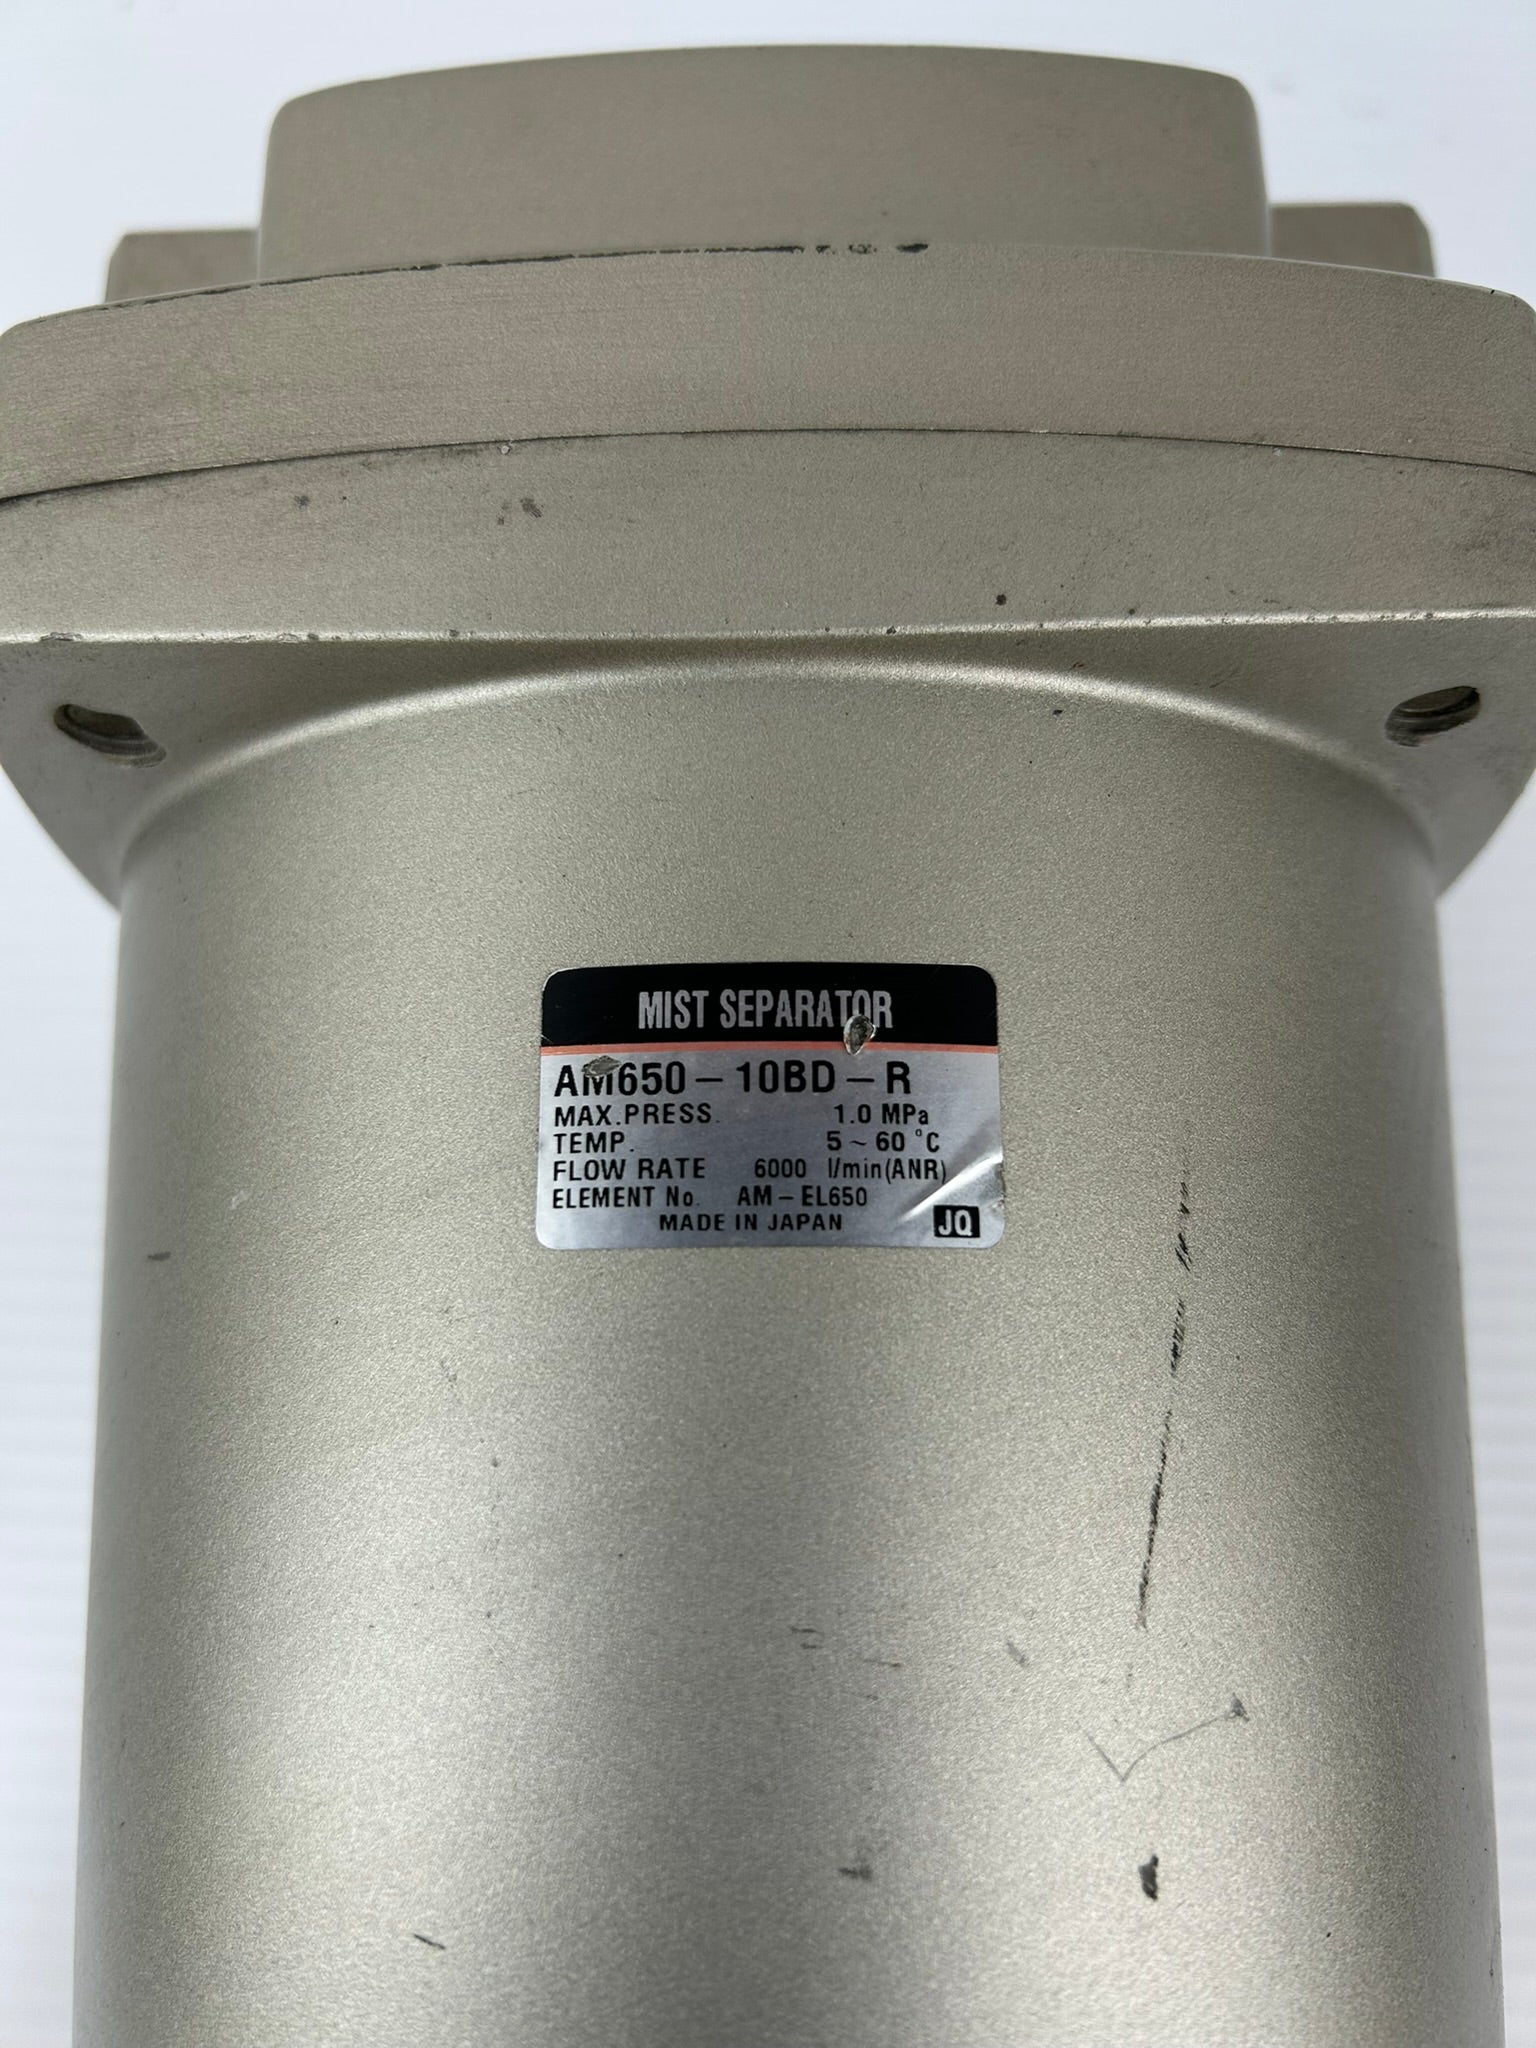 MIST SEPARATOR
AM650-10BD-R
MAX.PRESS. 1.0 MPa
TEMP. 5~60°C
FLOW RATE 6000 l/min(ANR)
ELEMENT No. AM-EL650
MADE IN JAPAN JQ